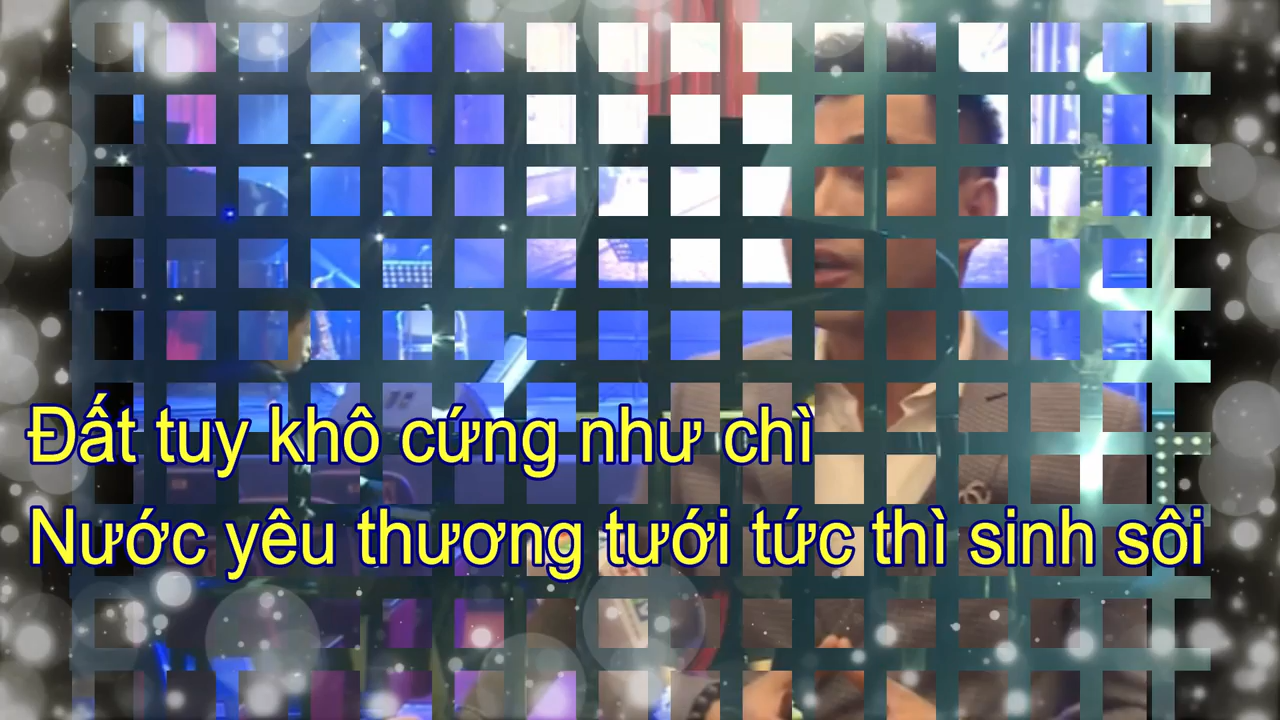 Đất tuy khô cứng như chì
Nước yêu thương tưới tức thì sinh sôi